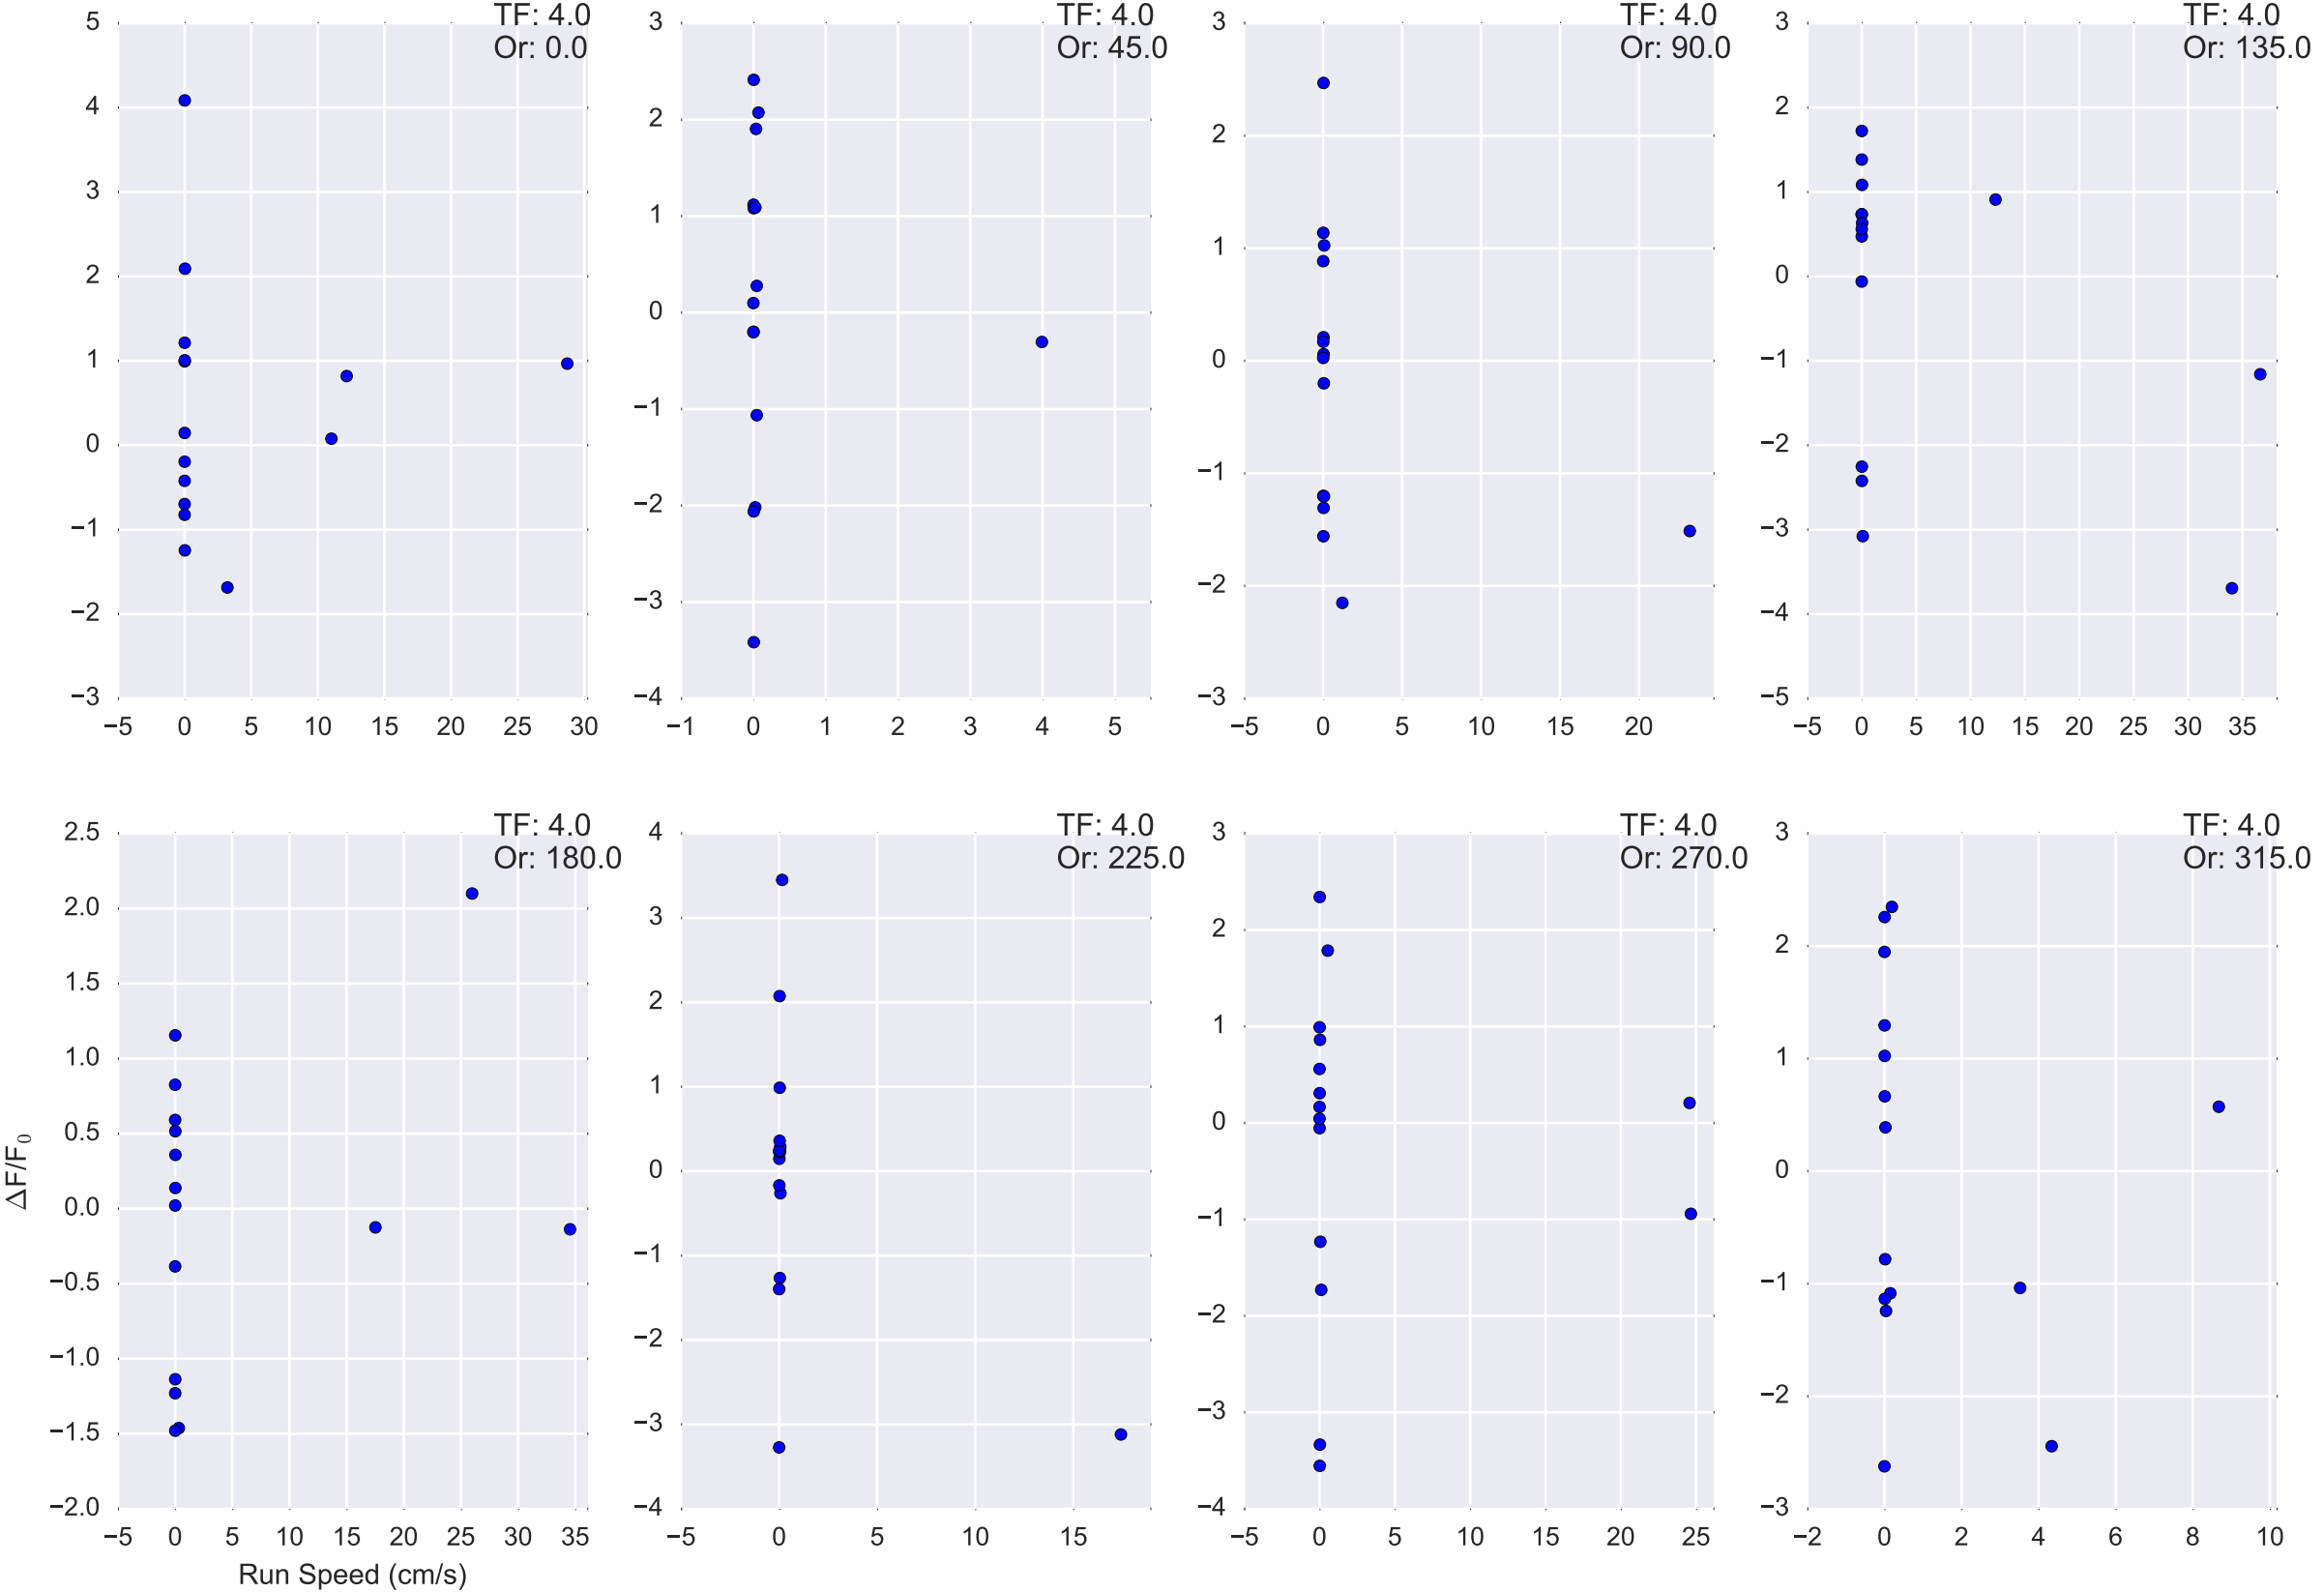 TF: 4.0
Or: 0.0
5
4
3
2
1
0
−1
−2
−3
−5 0 5 10 15 20 25 30
TF: 4.0
Or: 45.0
3
2
1
0
−1
−2
−3
−4
−1 0 1 2 3 4 5
TF: 4.0
Or: 90.0
3
2
1
0
−1
−2
−3
−5 0 5 10 15 20
TF: 4.0
Or: 135.0
3
2
1
0
−1
−2
−3
−4
−5
−5 0 5 10 15 20 25 30 35
TF: 4.0
Or: 180.0
2.5
2.0
1.5
1.0
0.5
0.0
−0.5
−1.0
−1.5
−2.0
ΔF/F₀
−5 0 5 10 15 20 25 30 35
Run Speed (cm/s)
TF: 4.0
Or: 225.0
4
3
2
1
0
−1
−2
−3
−4
−5 0 5 10 15
TF: 4.0
Or: 270.0
3
2
1
0
−1
−2
−3
−4
−5 0 5 10 15 20 25
TF: 4.0
Or: 315.0
3
2
1
0
−1
−2
−3
−2 0 2 4 6 8 10